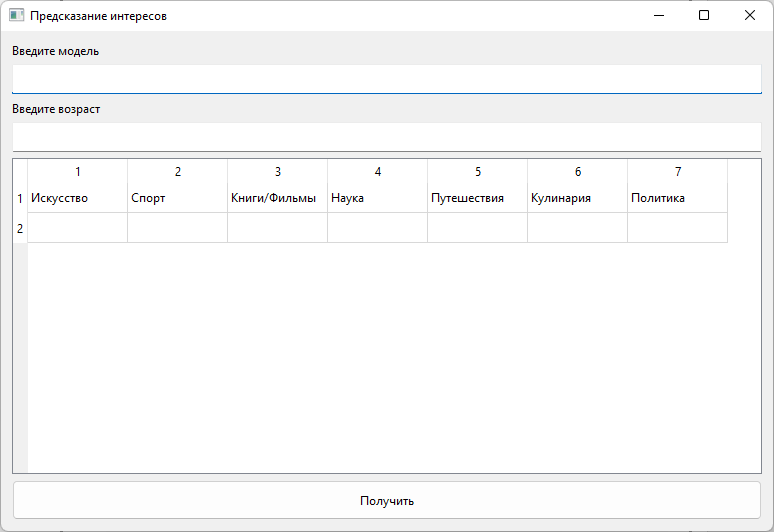 Предсказание интересов
Введите модель
Введите возраст
1 2 3 4 5 6 7
1 Искусство Спорт Книги/Фильмы Наука Путешествия Кулинария Политика
2
Получить